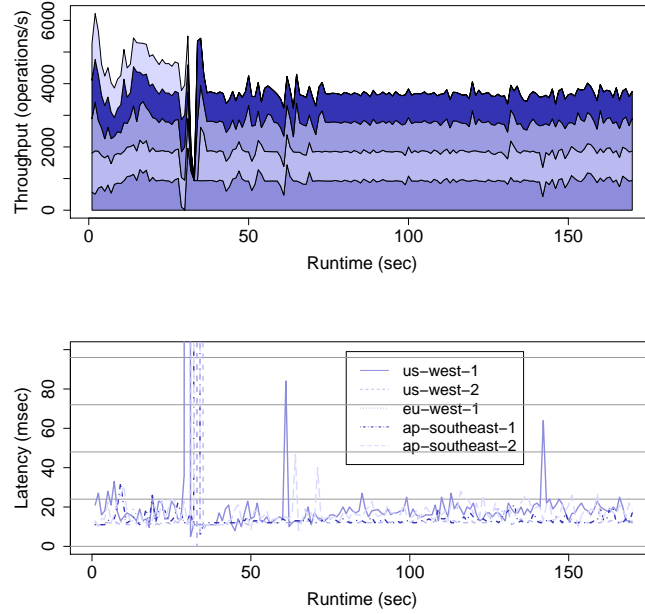 Throughput (operations/s)
6000
4000
2000
0
0
50
100
150
Runtime (sec)
Latency (msec)
80
60
40
20
0
us−west−1
us−west−2
eu−west−1
ap−southeast−1
ap−southeast−2
0
50
100
150
Runtime (sec)